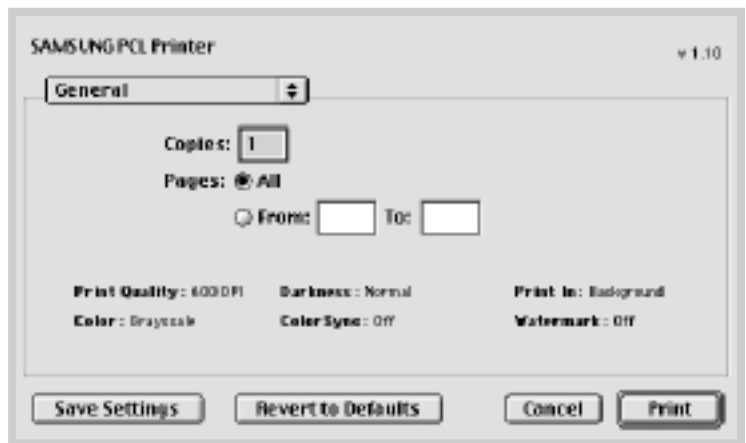 SAMSUNG PCL Printer
v 1.10
General
Copies: 1
Pages: All
From: To:
Print Quality: 600 DPI Darkness: Normal Print In: Background
Color: Grayscale ColorSync: Off Watermark: Off
Save Settings Revert to Defaults Cancel Print